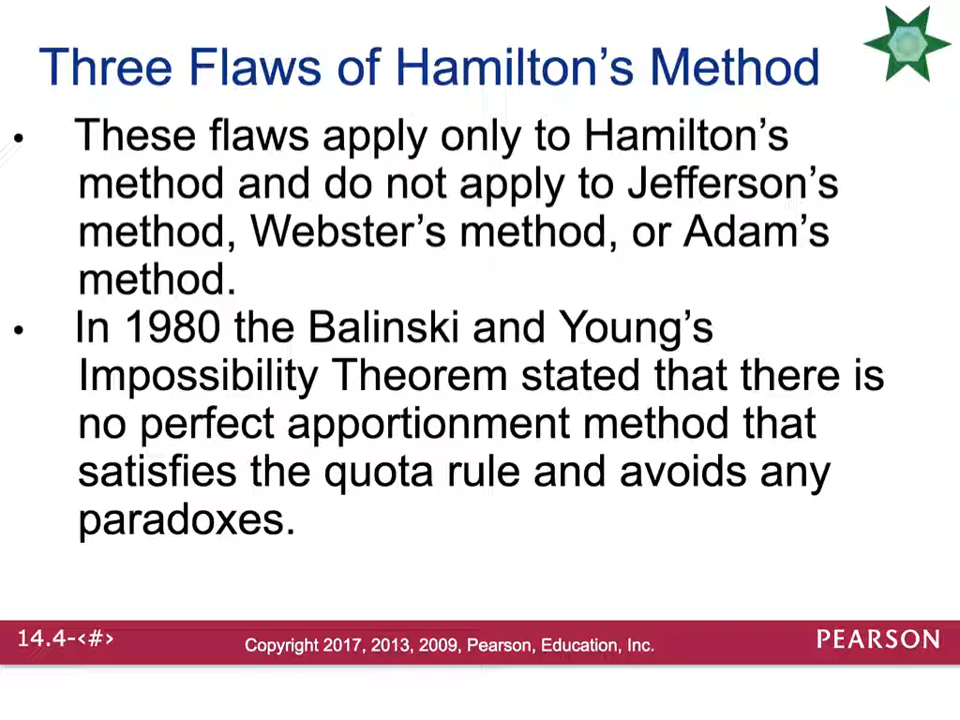 Three Flaws of Hamilton’s Method
• These flaws apply only to Hamilton’s
method and do not apply to Jefferson’s
method, Webster’s method, or Adam’s
method.
• In 1980 the Balinski and Young’s
Impossibility Theorem stated that there is
no perfect apportionment method that
satisfies the quota rule and avoids any
paradoxes.
14.4-‹#›
Copyright 2017, 2013, 2009, Pearson, Education, Inc.
PEARSON